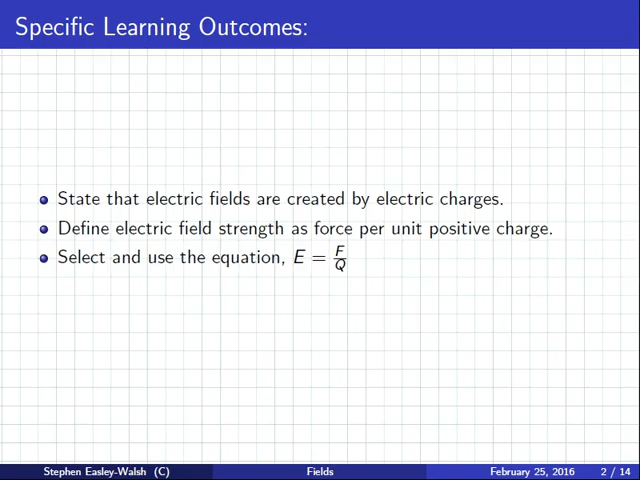 Specific Learning Outcomes:
State that electric fields are created by electric charges.
Define electric field strength as force per unit positive charge.
Select and use the equation, E = F/Q
Stephen Easley-Walsh (C) Fields February 25, 2016 2 / 14